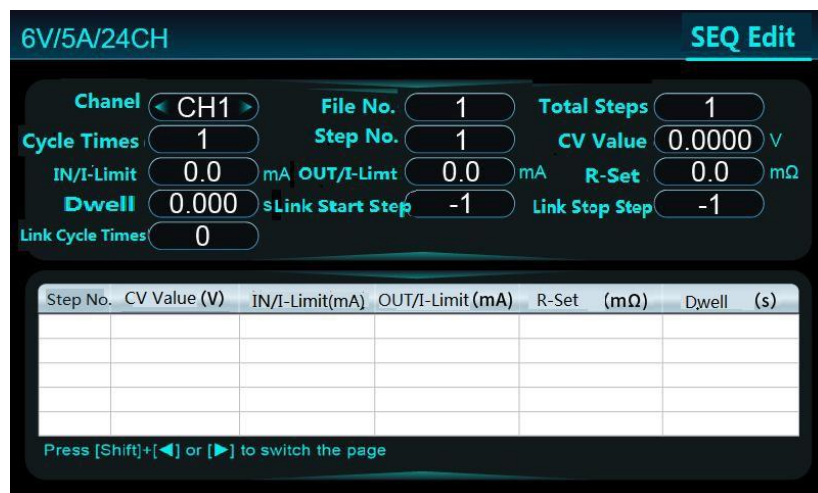 6V/5A/24CH SEQ Edit
Chanel CH1 File No. 1 Total Steps 1
Cycle Times 1 Step No. 1 CV Value 0.0000 V
IN/I-Limit 0.0 mA OUT/I-Limt 0.0 mA R-Set 0.0 mΩ
Dwell 0.000 s Link Start Step -1 Link Stop Step -1
Link Cycle Times 0
Step No. CV Value (V) IN/I-Limit(mA) OUT/I-Limit (mA) R-Set (mΩ) Dwell (s)
Press [Shift]+[◀] or [▶] to switch the page